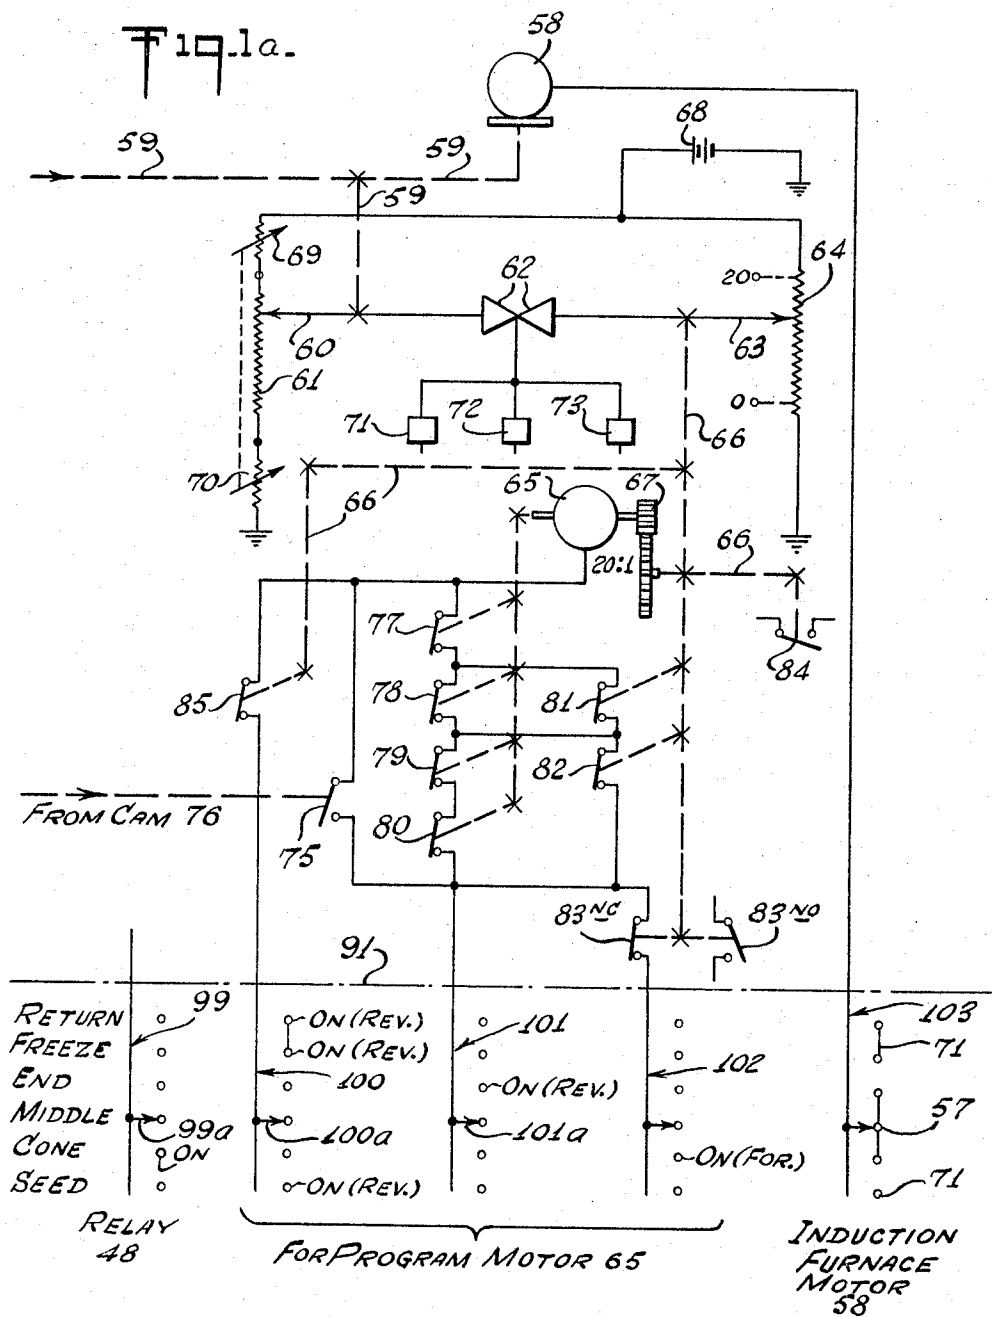 Fig.1a.
58
59
59
68
59
69
62
64
20
60
63
61
0
71
72
73
66
70
66
65
67
20:1
66
77
84
85
78
81
79
82
FROM CAM 76
80
75
83 NC
83 NO
91
RETURN
99
ON (REV.)
101
103
FREEZE
ON (REV.)
71
END
100
ON (REV.)
102
MIDDLE
99a
100a
101a
57
CONE
ON
ON (FOR.)
SEED
ON (REV.)
71
RELAY
48
FOR PROGRAM MOTOR 65
INDUCTION
FURNACE
MOTOR
58